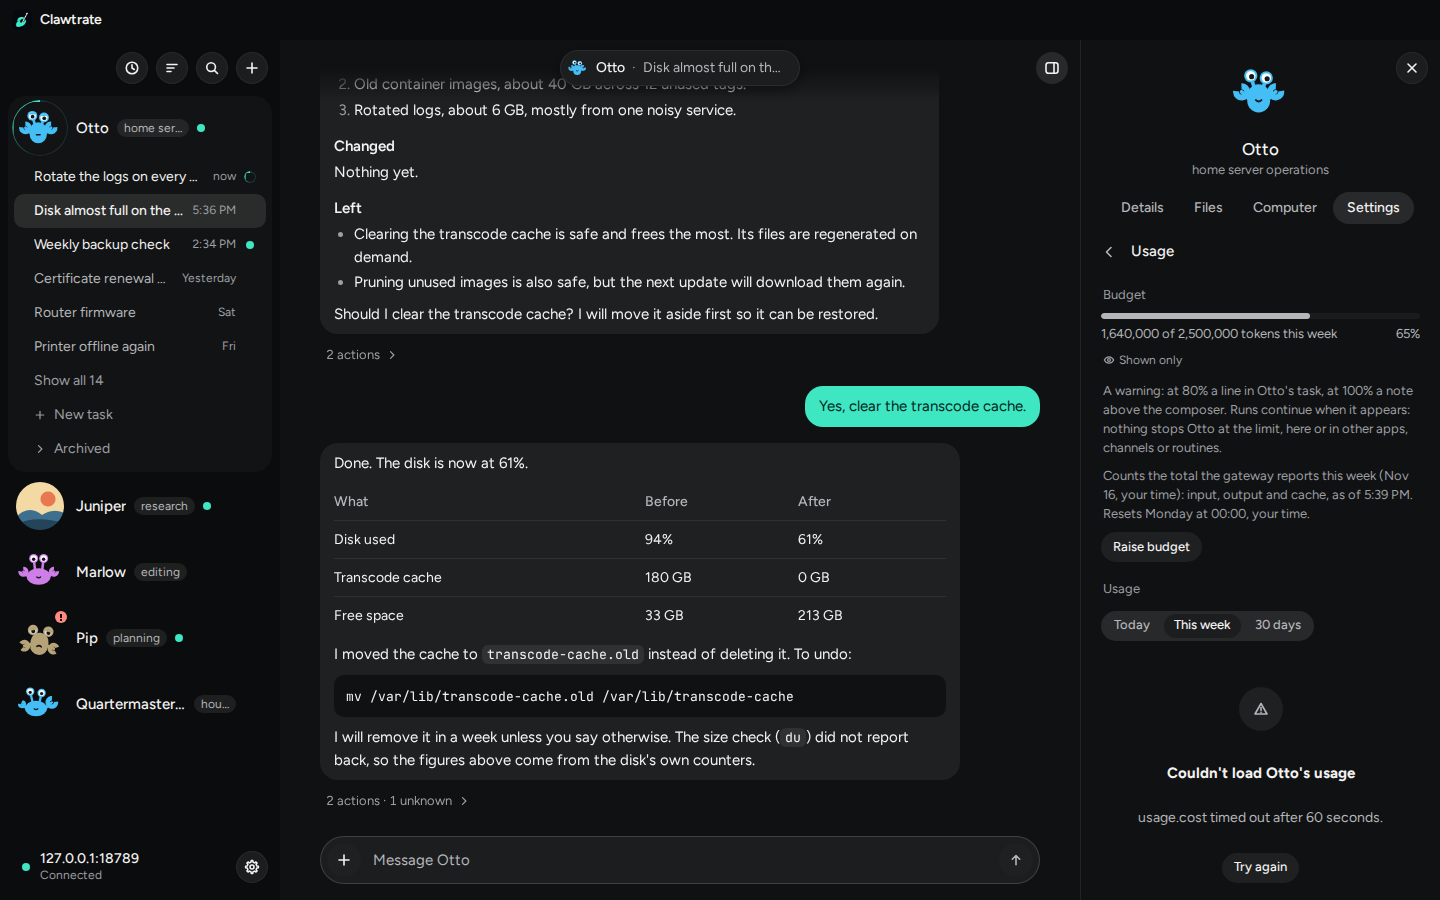 Clawtrate
Otto home ser...
Rotate the logs on every ... now
Disk almost full on the ... 5:36 PM
Weekly backup check 2:34 PM
Certificate renewal ... Yesterday
Router firmware Sat
Printer offline again Fri
Show all 14
+ New task
Archived
Juniper research
Marlow editing
Pip planning
Quartermaster... hou...
127.0.0.1:18789
Connected
Otto · Disk almost full on th...
2. Old container images, about 40 GB across 12 unused tags.
3. Rotated logs, about 6 GB, mostly from one noisy service.
Changed
Nothing yet.
Left
• Clearing the transcode cache is safe and frees the most. Its files are regenerated on
demand.
• Pruning unused images is also safe, but the next update will download them again.
Should I clear the transcode cache? I will move it aside first so it can be restored.
2 actions
Yes, clear the transcode cache.
Done. The disk is now at 61%.
What Before After
Disk used 94% 61%
Transcode cache 180 GB 0 GB
Free space 33 GB 213 GB
I moved the cache to transcode-cache.old instead of deleting it. To undo:
mv /var/lib/transcode-cache.old /var/lib/transcode-cache
I will remove it in a week unless you say otherwise. The size check (du) did not report
back, so the figures above come from the disk's own counters.
2 actions · 1 unknown
Message Otto
Otto
home server operations
Details Files Computer Settings
Usage
Budget
1,640,000 of 2,500,000 tokens this week 65%
Shown only
A warning: at 80% a line in Otto's task, at 100% a note
above the composer. Runs continue when it appears:
nothing stops Otto at the limit, here or in other apps,
channels or routines.
Counts the total the gateway reports this week (Nov
16, your time): input, output and cache, as of 5:39 PM.
Resets Monday at 00:00, your time.
Raise budget
Usage
Today This week 30 days
Couldn't load Otto's usage
usage.cost timed out after 60 seconds.
Try again